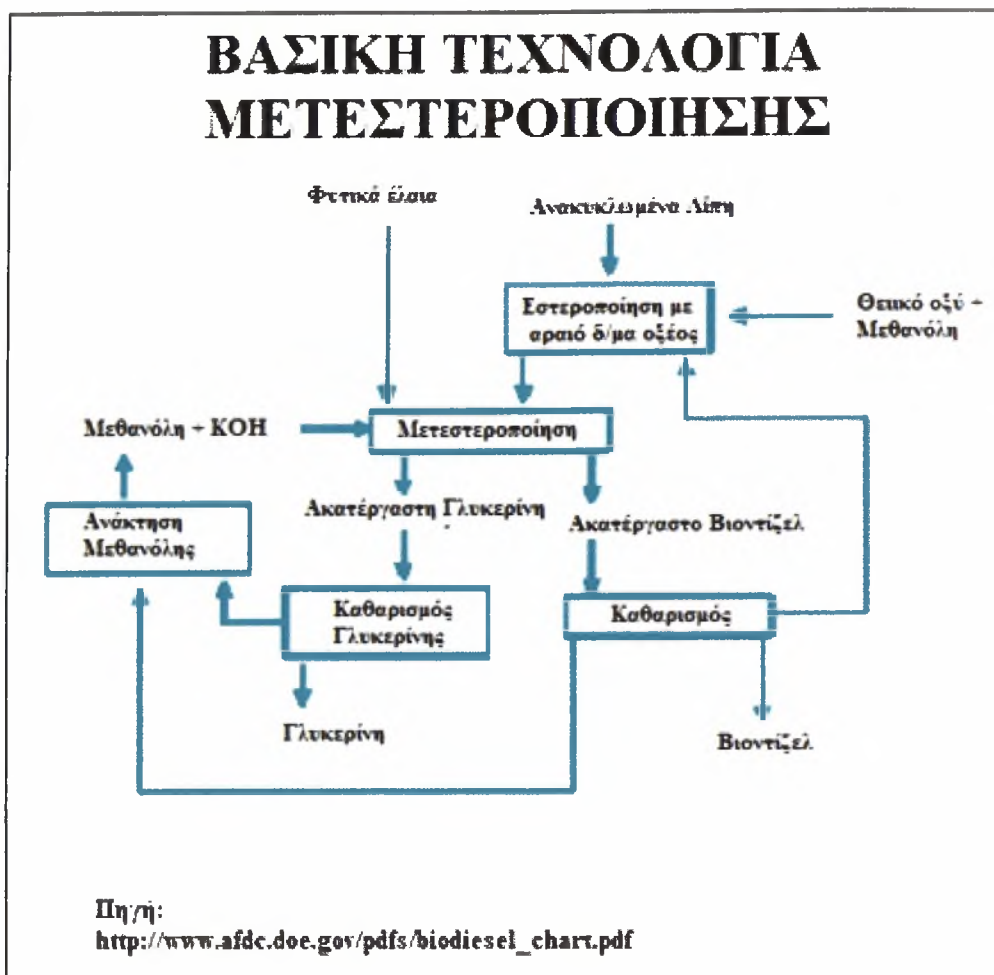 ΒΑΣΙΚΗ ΤΕΧΝΟΛΟΓΙΑ
ΜΕΤΕΣΤΕΡΟΠΟΙΗΣΗΣ
Φυτικά έλαια
Ανακυκλωμένα Λίπη
Εστεροποίηση με
αραιό δ/μα οξέος
Θειικό οξύ +
Μεθανόλη
Μεθανόλη + ΚΟΗ
Μετεστεροποίηση
Ακατέργαστη Γλυκερίνη
Ακατέργαστο Βιοντίζελ
Ανάκτηση
Μεθανόλης
Καθαρισμός
Γλυκερίνης
Καθαρισμός
Γλυκερίνη
Βιοντίζελ
Πηγή:
http://www.afdc.doe.gov/pdfs/biodiesel_chart.pdf